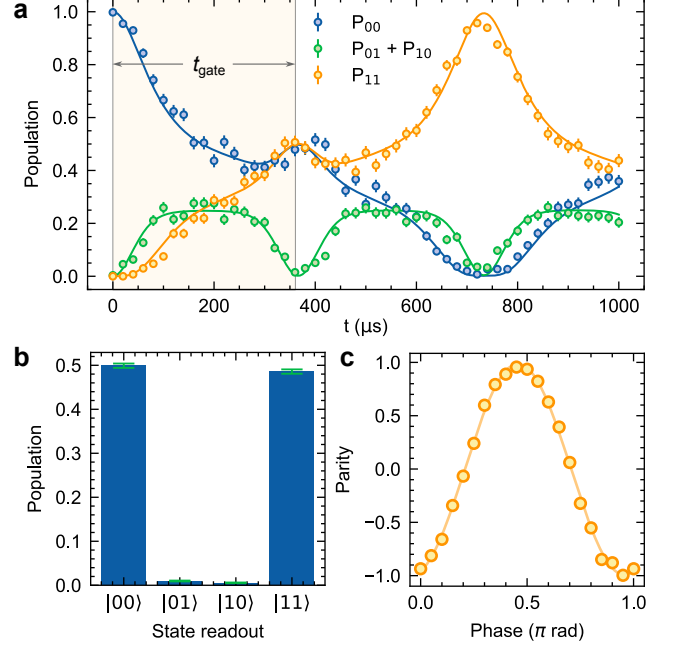 a
P₀₀
P₀₁ + P₁₀
P₁₁
t_gate
Population
1.0
0.8
0.6
0.4
0.2
0.0
0 200 400 600 800 1000
t (μs)
b
Population
0.5
0.4
0.3
0.2
0.1
0.0
|00⟩ |01⟩ |10⟩ |11⟩
State readout
c
Parity
1.0
0.5
0.0
−0.5
−1.0
0.0 0.5 1.0
Phase (π rad)